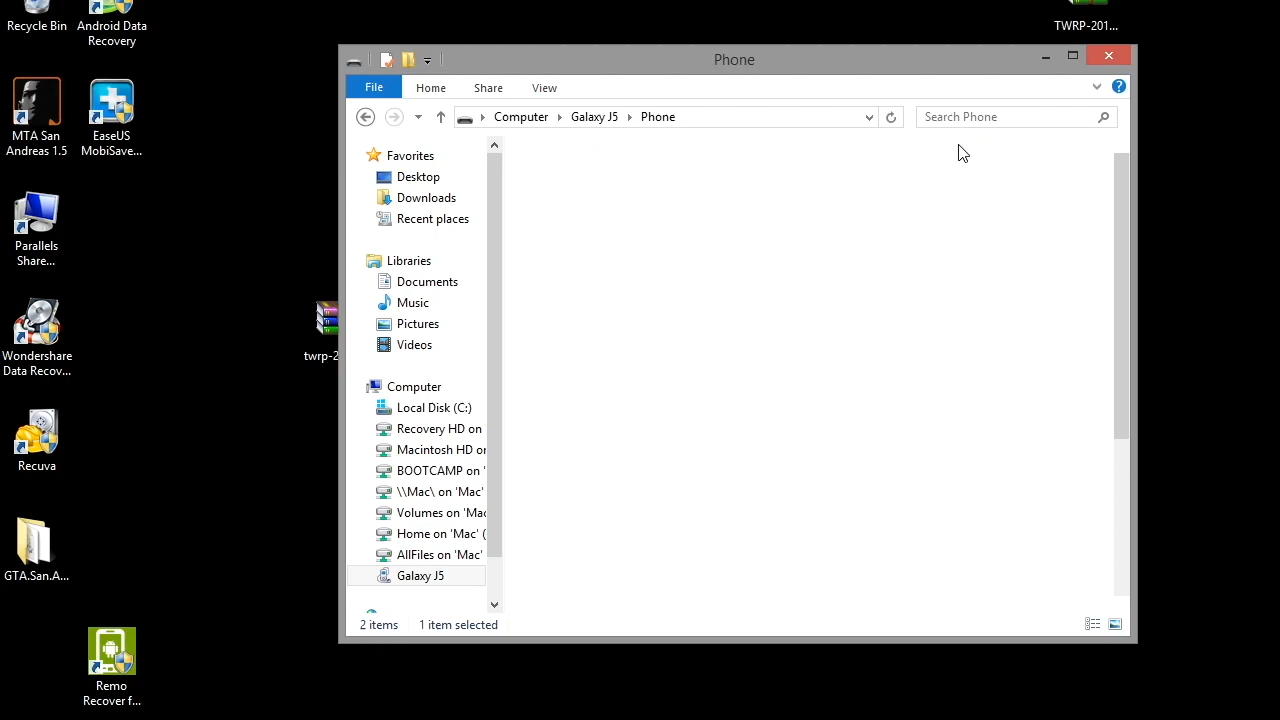 Recycle Bin
Android Data
Recovery
MTA San
Andreas 1.5
EaseUS
MobiSave...
Parallels
Share...
Wondershare
Data Recov...
Recuva
GTA.San.A...
Remo
Recover f...
twrp-2
TWRP-201...
Phone
File
Home
Share
View
Computer
Galaxy J5
Phone
Search Phone
Favorites
Desktop
Downloads
Recent places
Libraries
Documents
Music
Pictures
Videos
Computer
Local Disk (C:)
Recovery HD on
Macintosh HD or
BOOTCAMP on '
\\Mac\ on 'Mac'
Volumes on 'Mac
Home on 'Mac' (
AllFiles on 'Mac'
Galaxy J5
2 items
1 item selected